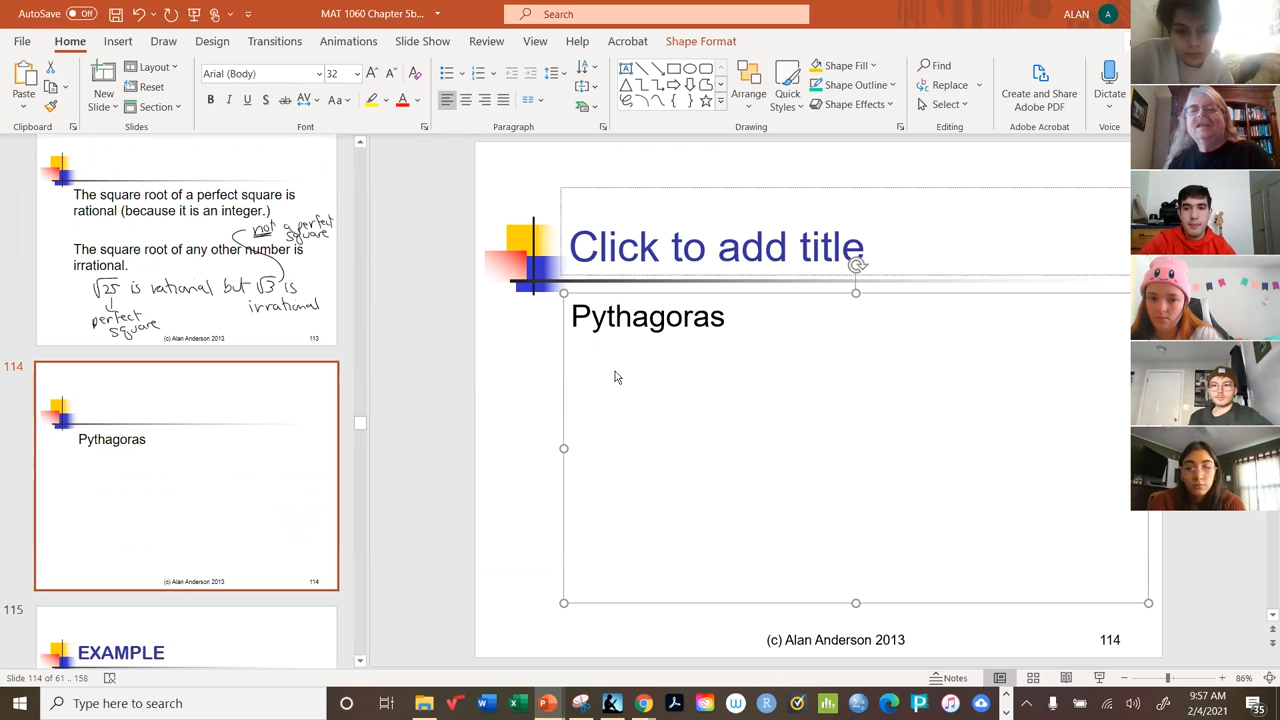 AutoSave Off
MAT 1060 Chapter 5b...
Search
ALAN
A
File Home Insert Draw Design Transitions Animations Slide Show Review View Help Acrobat Shape Format
Paste
Clipboard
New
Slide
Layout
Reset
Section
Slides
Arial (Body)
32
Font
Paragraph
Arrange
Quick
Styles
Shape Fill
Shape Outline
Shape Effects
Drawing
Find
Replace
Select
Editing
Create and Share
Adobe PDF
Adobe Acrobat
Dictate
Voice
The square root of a perfect square is
rational (because it is an integer.)
not a perfect
square
The square root of any other number is
irrational.
√25 is rational but √3 is
irrational
perfect
square
(c) Alan Anderson 2013
113
114
Pythagoras
(c) Alan Anderson 2013
114
115
EXAMPLE
Click to add title
Pythagoras
(c) Alan Anderson 2013
114
Slide 114 of 61 .. 158
Notes
86%
Type here to search
9:57 AM
2/4/2021
35